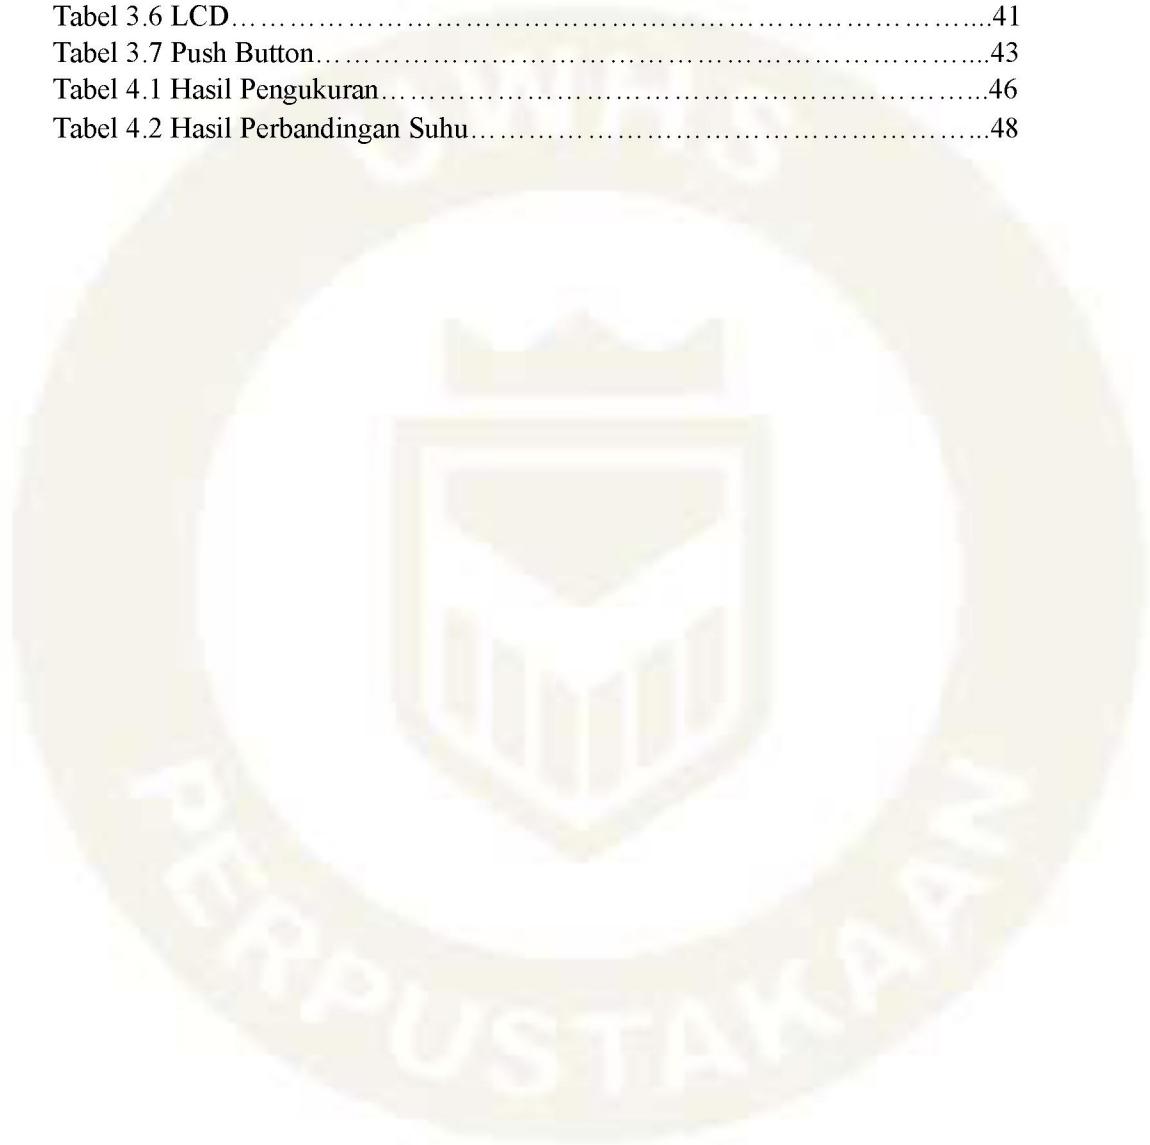 Tabel 3.6 LCD……………………………………………………………………....41
Tabel 3.7 Push Button……………………………………………………………....43
Tabel 4.1 Hasil Pengukuran………………………………………………………...46
Tabel 4.2 Hasil Perbandingan Suhu………………………………………………...48
UWHS
PERPUSTAKAAN